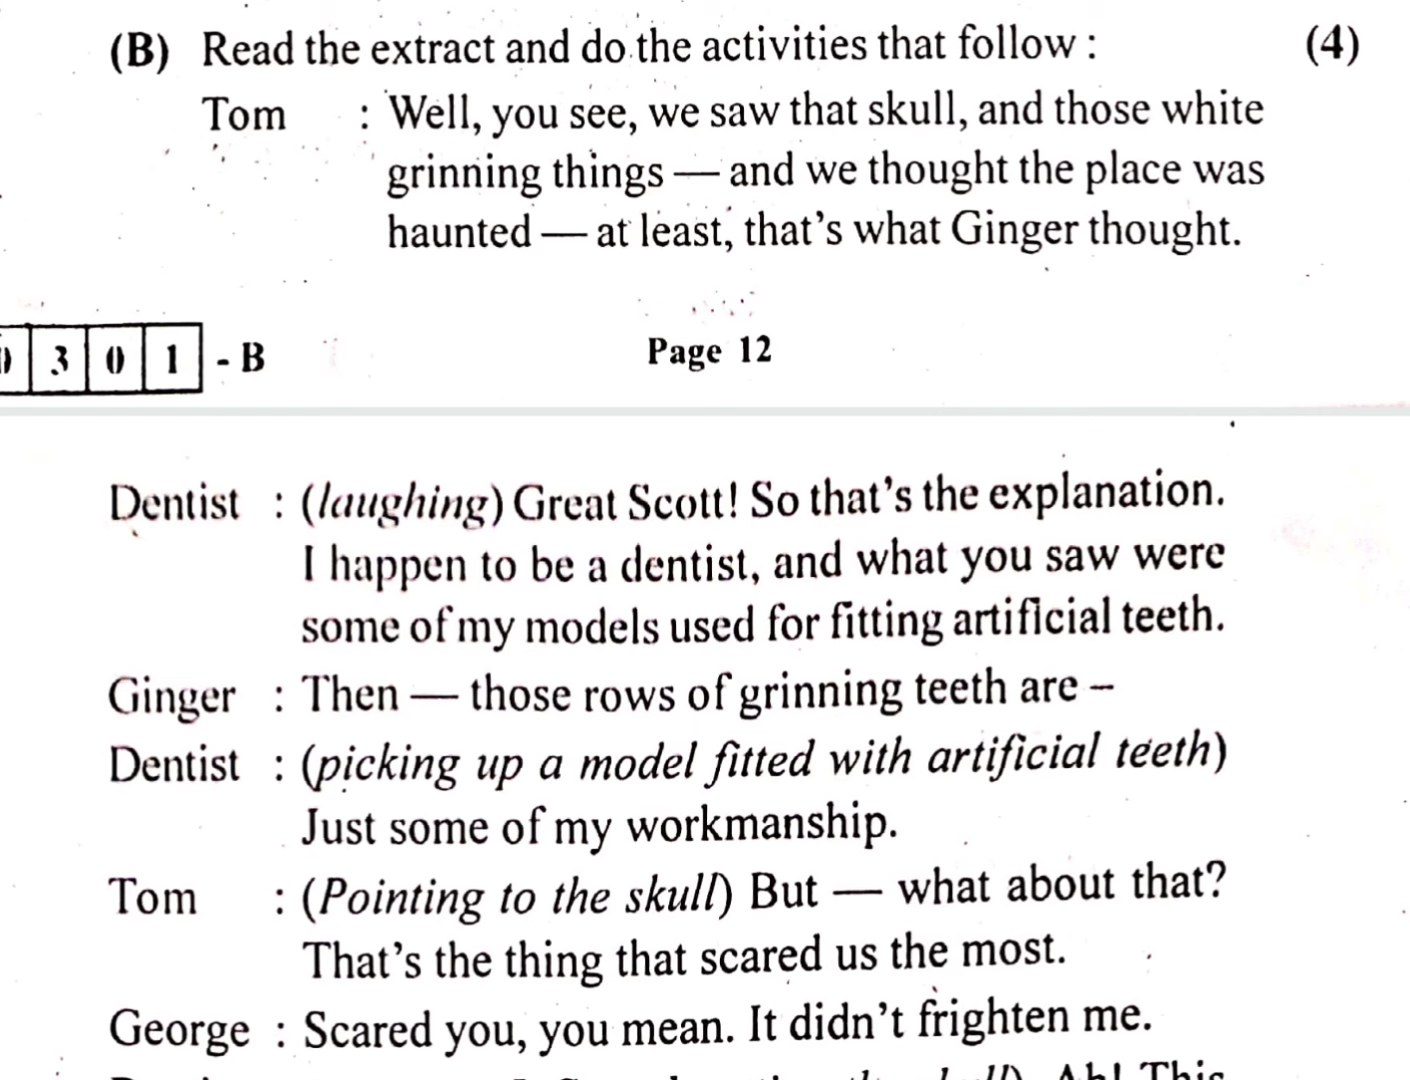 (B) Read the extract and do the activities that follow : (4)
Tom : Well, you see, we saw that skull, and those white
grinning things — and we thought the place was
haunted — at least, that's what Ginger thought.
3 0 1 - B Page 12
Dentist : (laughing) Great Scott! So that's the explanation.
I happen to be a dentist, and what you saw were
some of my models used for fitting artificial teeth.
Ginger : Then — those rows of grinning teeth are –
Dentist : (picking up a model fitted with artificial teeth)
Just some of my workmanship.
Tom : (Pointing to the skull) But — what about that?
That's the thing that scared us the most.
George : Scared you, you mean. It didn't frighten me.
Ah! This